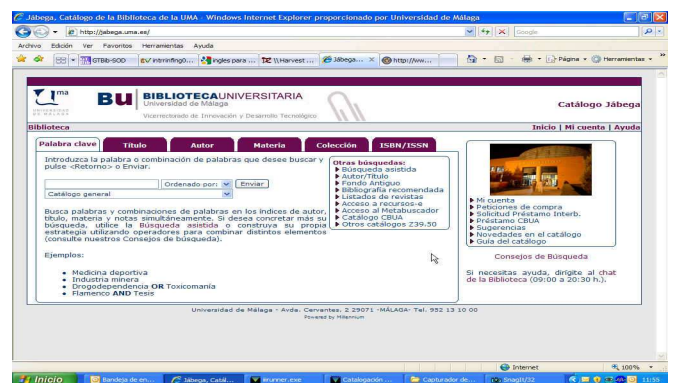 Jábega, Catálogo de la Biblioteca de la UMA - Windows Internet Explorer proporcionado por Universidad de Málaga
http://jabega.uma.es/
Google
Archivo Edición Ver Favoritos Herramientas Ayuda
GTBib-SOD
ingles para ...
Jábega...
http://ww...
Página
Herramientas
uma
UNIVERSIDAD DE MÁLAGA
BU BIBLIOTECAUNIVERSITARIA
Universidad de Málaga
Vicerrectorado de Innovación y Desarrollo Tecnológico
Catálogo Jábega
Biblioteca
Inicio | Mi cuenta | Ayuda
Palabra clave Título Autor Materia Colección ISBN/ISSN
Introduzca la palabra o combinación de palabras que desee buscar y
pulse <Retorno> o Enviar.
Ordenado por: Enviar
Catálogo general
Busca palabras y combinaciones de palabras en los índices de autor,
título, materia y notas simultáneamente. Si desea concretar más su
búsqueda, utilice la Búsqueda asistida o construya su propia
estrategia utilizando operadores para combinar distintos elementos
(consulte nuestros Consejos de búsqueda).
Ejemplos:
Medicina deportiva
Industria minera
Drogodependencia OR Toxicomanía
Flamenco AND Tesis
Otras búsquedas:
Búsqueda asistida
Autor/Título
Fondo Antiguo
Bibliografía recomendada
Listados de revistas
Acceso a recursos-e
Acceso al Metabuscador
Catálogo CBUA
Otros catálogos Z39.50
Mi cuenta
Peticiones de compra
Solicitud Préstamo Interb.
Préstamo CBUA
Sugerencias
Novedades en el catálogo
Guía del catálogo
Consejos de Búsqueda
Si necesitas ayuda, dirígite al chat
de la Biblioteca (09:00 a 20:30 h.).
Universidad de Málaga - Avda. Cervantes, 2 29071 -MÁLAGA- Tel. 952 13 10 00
Powered by Millennium
Internet 100%
Inicio Bandeja de en... Jábega, Catál... irunner.exe Catalogación ... Capturador de... SnagIt/32 11:55